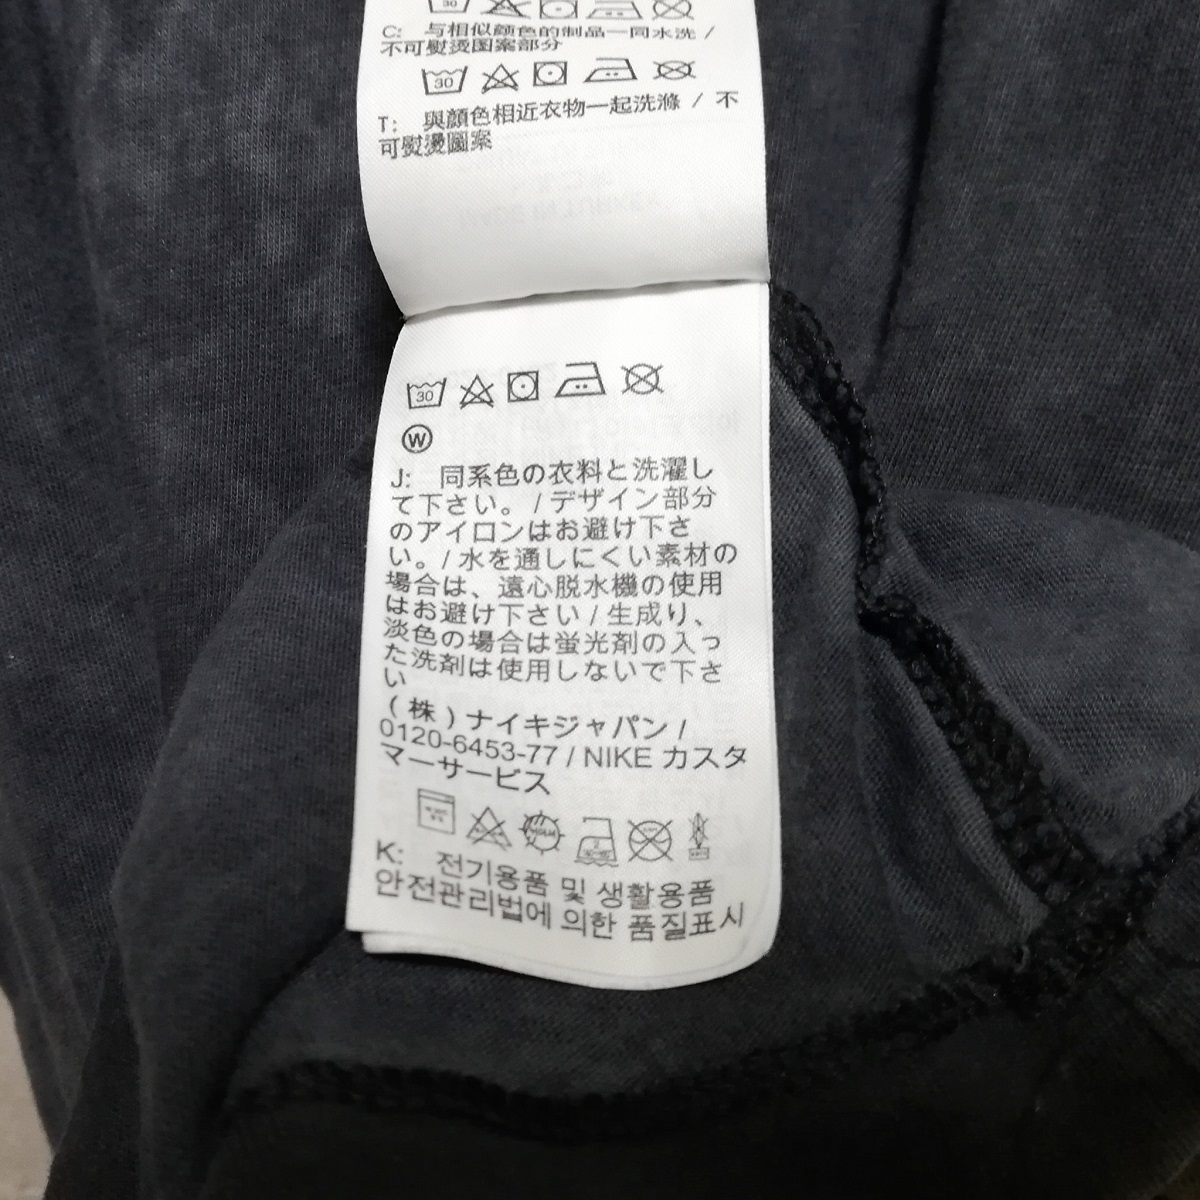 30
C: 与相似颜色的制品一同水洗 /
不可熨烫图案部分
30
T: 與顏色相近衣物一起洗滌 / 不
可熨燙圖案
30
W
J: 同系色の衣料と洗濯し
て下さい。 / デザイン部分
のアイロンはお避け下さ
い。 / 水を通しにくい素材の
場合は、遠心脱水機の使用
はお避け下さい / 生成り、
淡色の場合は蛍光剤の入っ
た洗剤は使用しないで下さ
い
(株) ナイキジャパン /
0120-6453-77 / NIKE カスタ
マーサービス
K: 전기용품 및 생활용품
안전관리법에 의한 품질표시